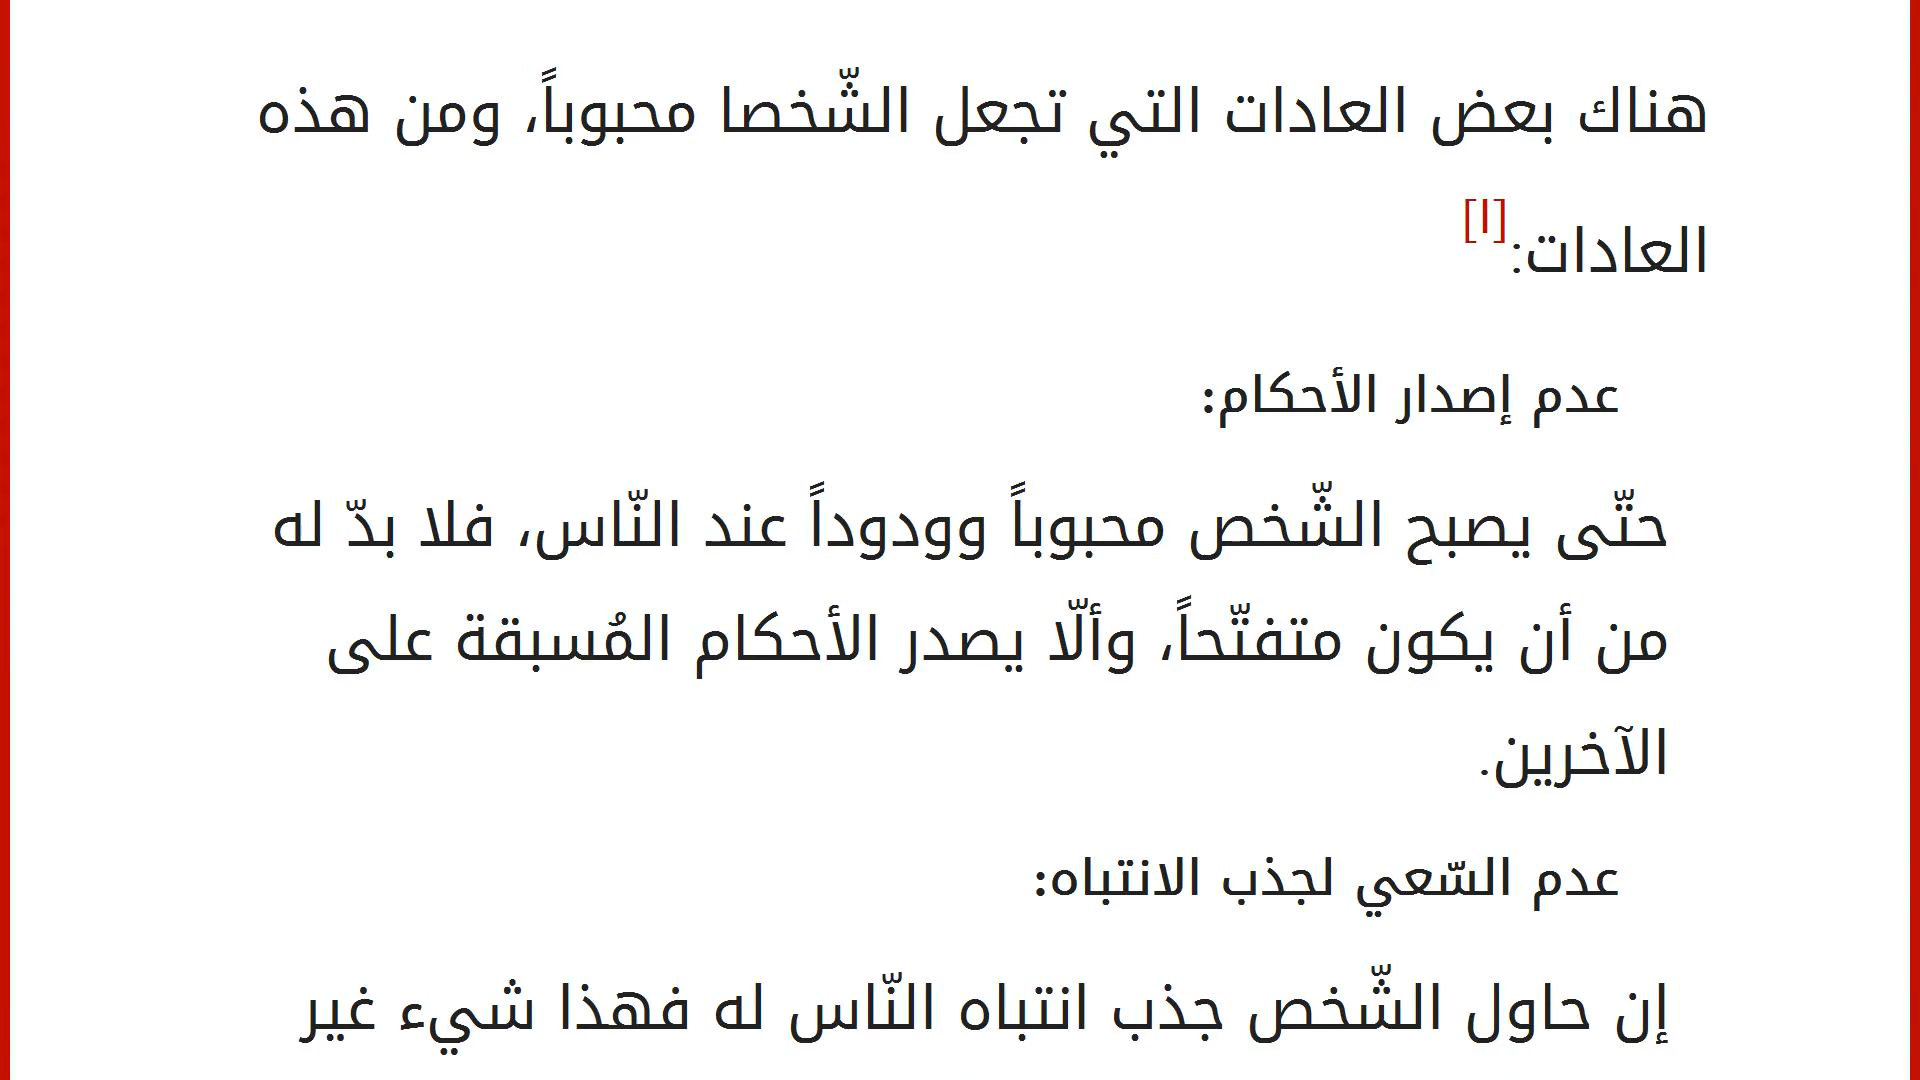 هناك بعض العادات التي تجعل الشّخصا محبوباً، ومن هذه
العادات:[١]
عدم إصدار الأحكام:
حتّى يصبح الشّخص محبوباً وودوداً عند النّاس، فلا بدّ له
من أن يكون متفتّحاً، وألّا يصدر الأحكام المُسبقة على
الآخرين.
عدم السّعي لجذب الانتباه:
إن حاول الشّخص جذب انتباه النّاس له فهذا شيء غير